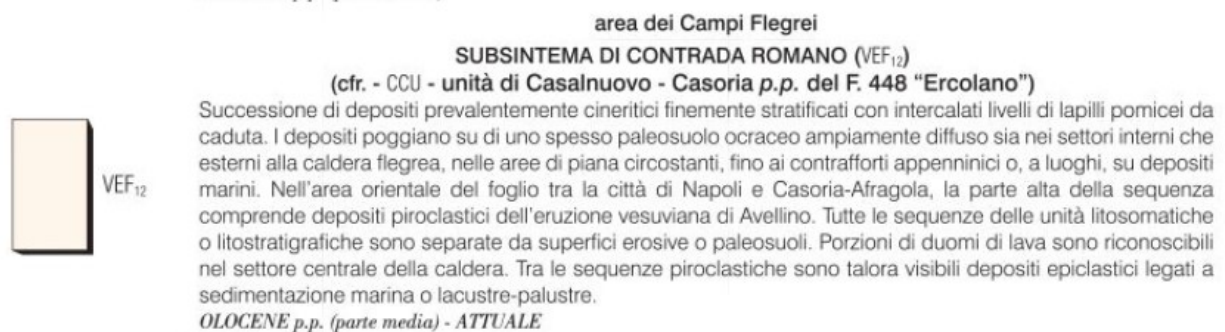 area dei Campi Flegrei
SUBSINTEMA DI CONTRADA ROMANO (VEF₁₂)
(cfr. - CCU - unità di Casalnuovo - Casoria p.p. del F. 448 “Ercolano”)
Successione di depositi prevalentemente cineritici finemente stratificati con intercalati livelli di lapilli pomicei da
caduta. I depositi poggiano su di uno spesso paleosuolo ocraceo ampiamente diffuso sia nei settori interni che
esterni alla caldera flegrea, nelle aree di piana circostanti, fino ai contrafforti appenninici o, a luoghi, su depositi
marini. Nell’area orientale del foglio tra la città di Napoli e Casoria-Afragola, la parte alta della sequenza
VEF₁₂
comprende depositi piroclastici dell’eruzione vesuviana di Avellino. Tutte le sequenze delle unità litosomatiche
o litostratigrafiche sono separate da superfici erosive o paleosuoli. Porzioni di duomi di lava sono riconoscibili
nel settore centrale della caldera. Tra le sequenze piroclastiche sono talora visibili depositi epiclastici legati a
sedimentazione marina o lacustre-palustre.
OLOCENE p.p. (parte media) - ATTUALE